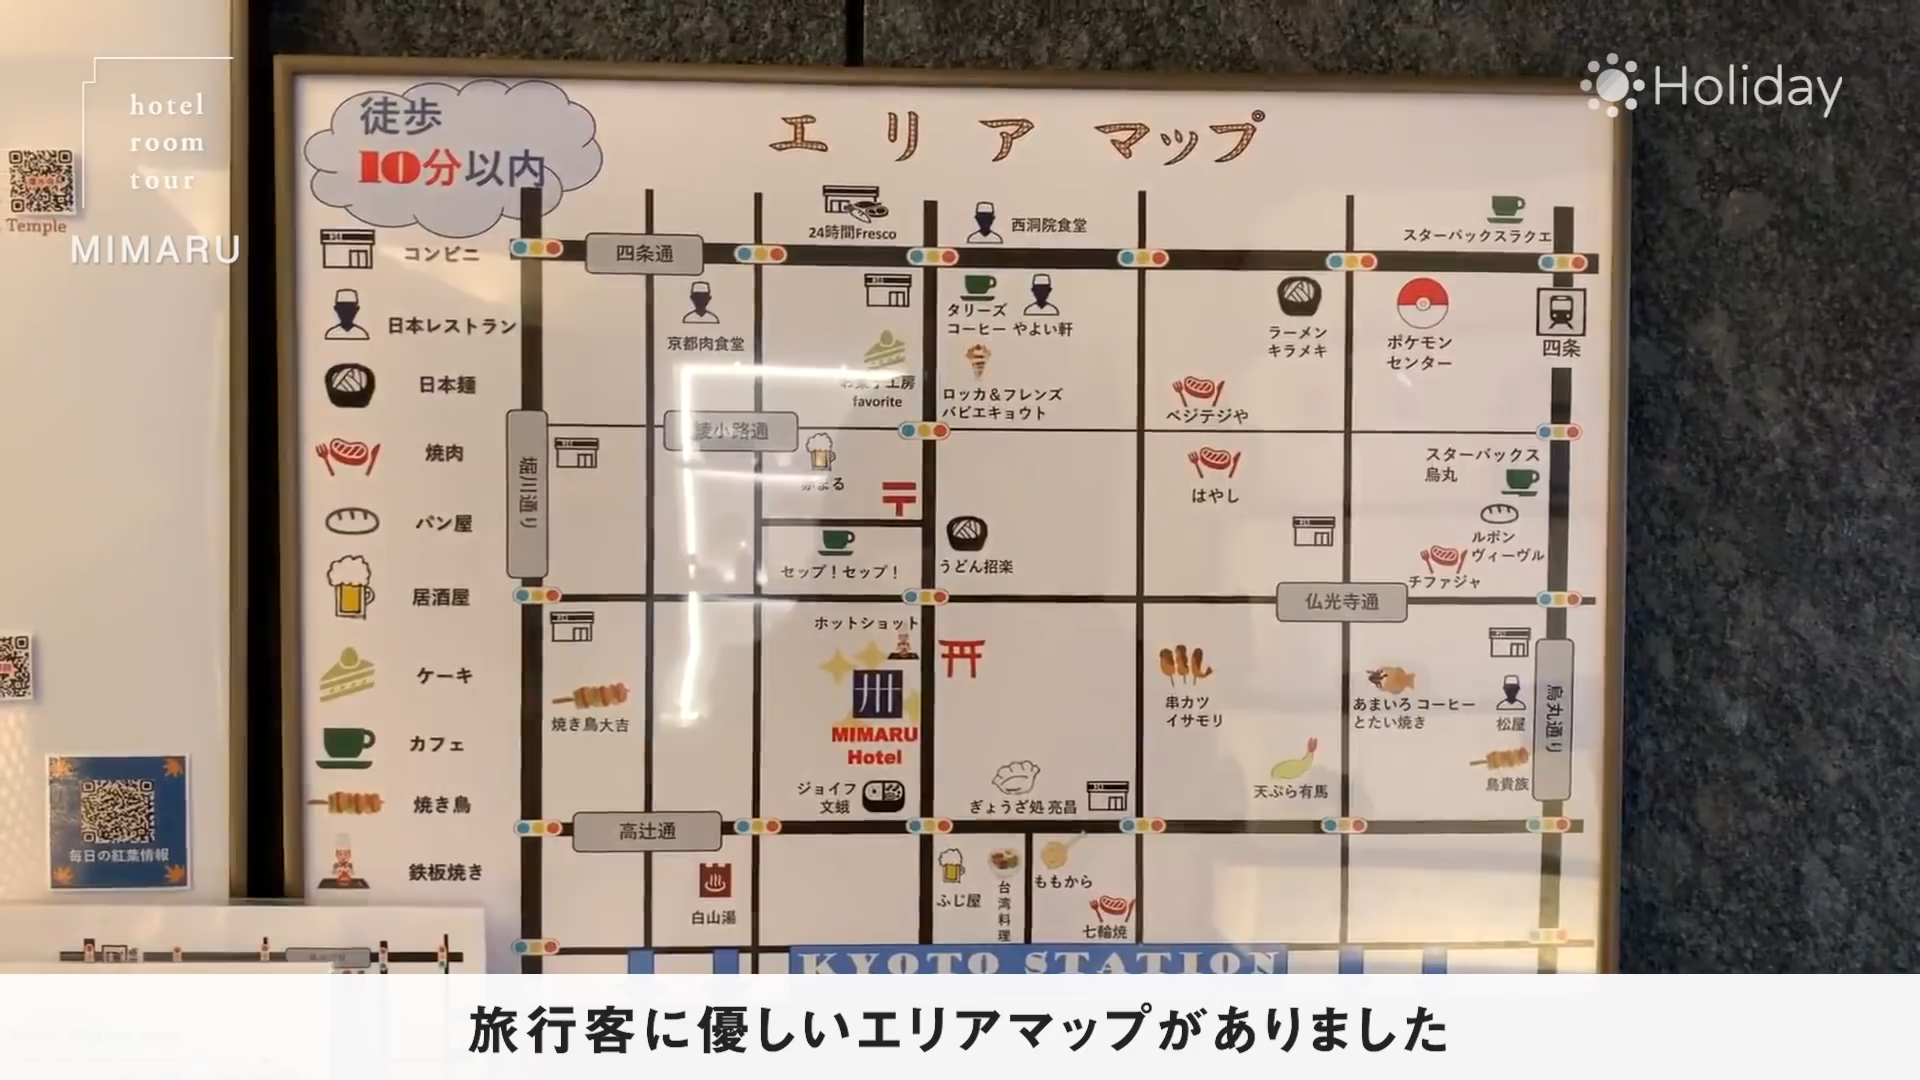 hotel
room
tour
MIMARU
Holiday
Temple
毎日の紅葉情報
徒歩
10分以内
エリアマップ
コンビニ
日本レストラン
日本麺
焼肉
パン屋
居酒屋
ケーキ
カフェ
焼き鳥
鉄板焼き
四条通
24時間Fresco
西洞院食堂
スターバックスラクエ
京都肉食堂
お菓子工房
favorite
タリーズ
コーヒー
やよい軒
ロッカ&フレンズ
パピエキョウト
ラーメン
キラメキ
ポケモン
センター
四条
ベジテジや
綾小路通
堀川通り
赤まる
はやし
スターバックス
烏丸
ルボン
ヴィーヴル
チファジャ
セップ!セップ!
うどん招楽
仏光寺通
ホットショット
MIMARU
Hotel
焼き鳥大吉
串カツ
イサモリ
あまいろ コーヒー
とたい焼き
松屋
烏丸通り
鳥貴族
天ぷら有馬
ジョイフ
文蛾
ぎょうざ処 亮昌
高辻通
白山湯
ふじ屋
台湾料理
ももから
七輪焼
KYOTO STATION
旅行客に優しいエリアマップがありました